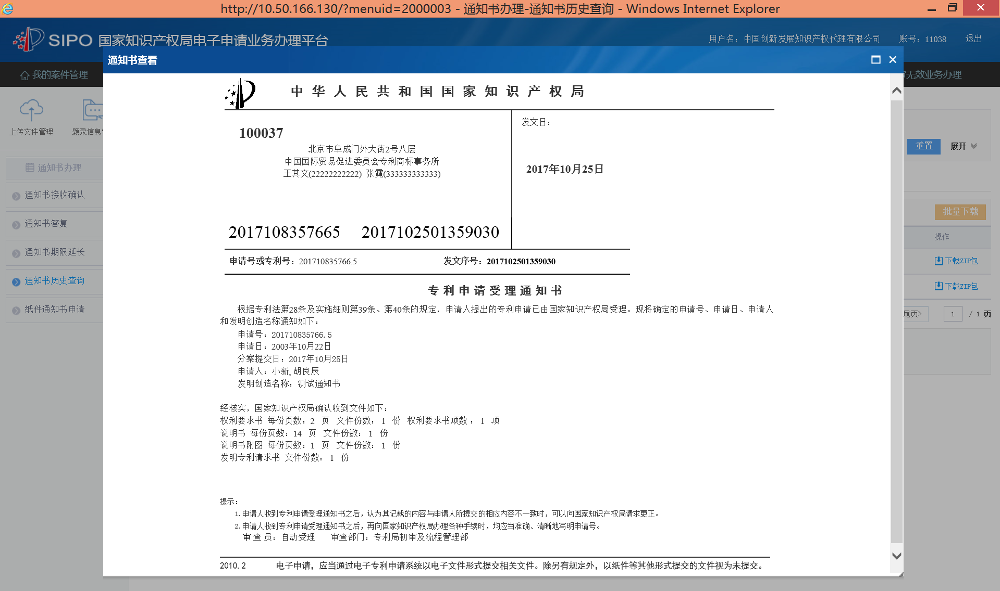 http://10.50.166.130/?menuid=2000003 - 通知书办理-通知书历史查询 - Windows Internet Explorer
SIPO 国家知识产权局电子申请业务办理平台
用户名：中国创新发展知识产权代理有限公司 账号：11038 退出
通知书查看
我的案件管理
无效业务办理
中华人民共和国国家知识产权局
上传文件管理 题录信息
发文日：
100037
北京市阜成门外大街2号八层
重置 展开
中国国际贸易促进委员会专利商标事务所
通知书办理
2017年10月25日
王其文(22222222222) 张霓(333333333333)
通知书接收确认
批量下载
通知书答复
2017108357665 2017102501359030
操作
通知书期限延长
申请号或专利号：201710835766.5 发文序号：2017102501359030
下载ZIP包
通知书历史查询
下载ZIP包
专利申请受理通知书
纸件通知书申请
根据专利法第28条及实施细则第39条、第40条的规定，申请人提出的专利申请已由国家知识产权局受理。现将确定的申请号、申请日、申请人
尾页> 1 / 1 页
和发明创造名称通知如下：
申请号：201710835766.5
申请日：2003年10月22日
分案提交日：2017年10月25日
申请人：小新, 胡良辰
发明创造名称：测试通知书
经核实，国家知识产权局确认收到文件如下：
权利要求书 每份页数：2 页 文件份数： 1 份 权利要求书项数： 1 项
说明书 每份页数：14 页 文件份数： 1 份
说明书附图 每份页数：1 页 文件份数： 1 份
发明专利请求书 文件份数： 1 份
提示：
1. 申请人收到专利申请受理通知书之后，认为其记载的内容与申请人所提交的相应内容不一致时，可以向国家知识产权局请求更正。
2. 申请人收到专利申请受理通知书之后，再向国家知识产权局办理各种手续时，均应当准确、清晰地写明申请号。
审 查 员：自动受理 审查部门：专利局初审及流程管理部
2010. 2 电子申请，应当通过电子专利申请系统以电子文件形式提交相关文件。除另有规定外，以纸件等其他形式提交的文件视为未提交。